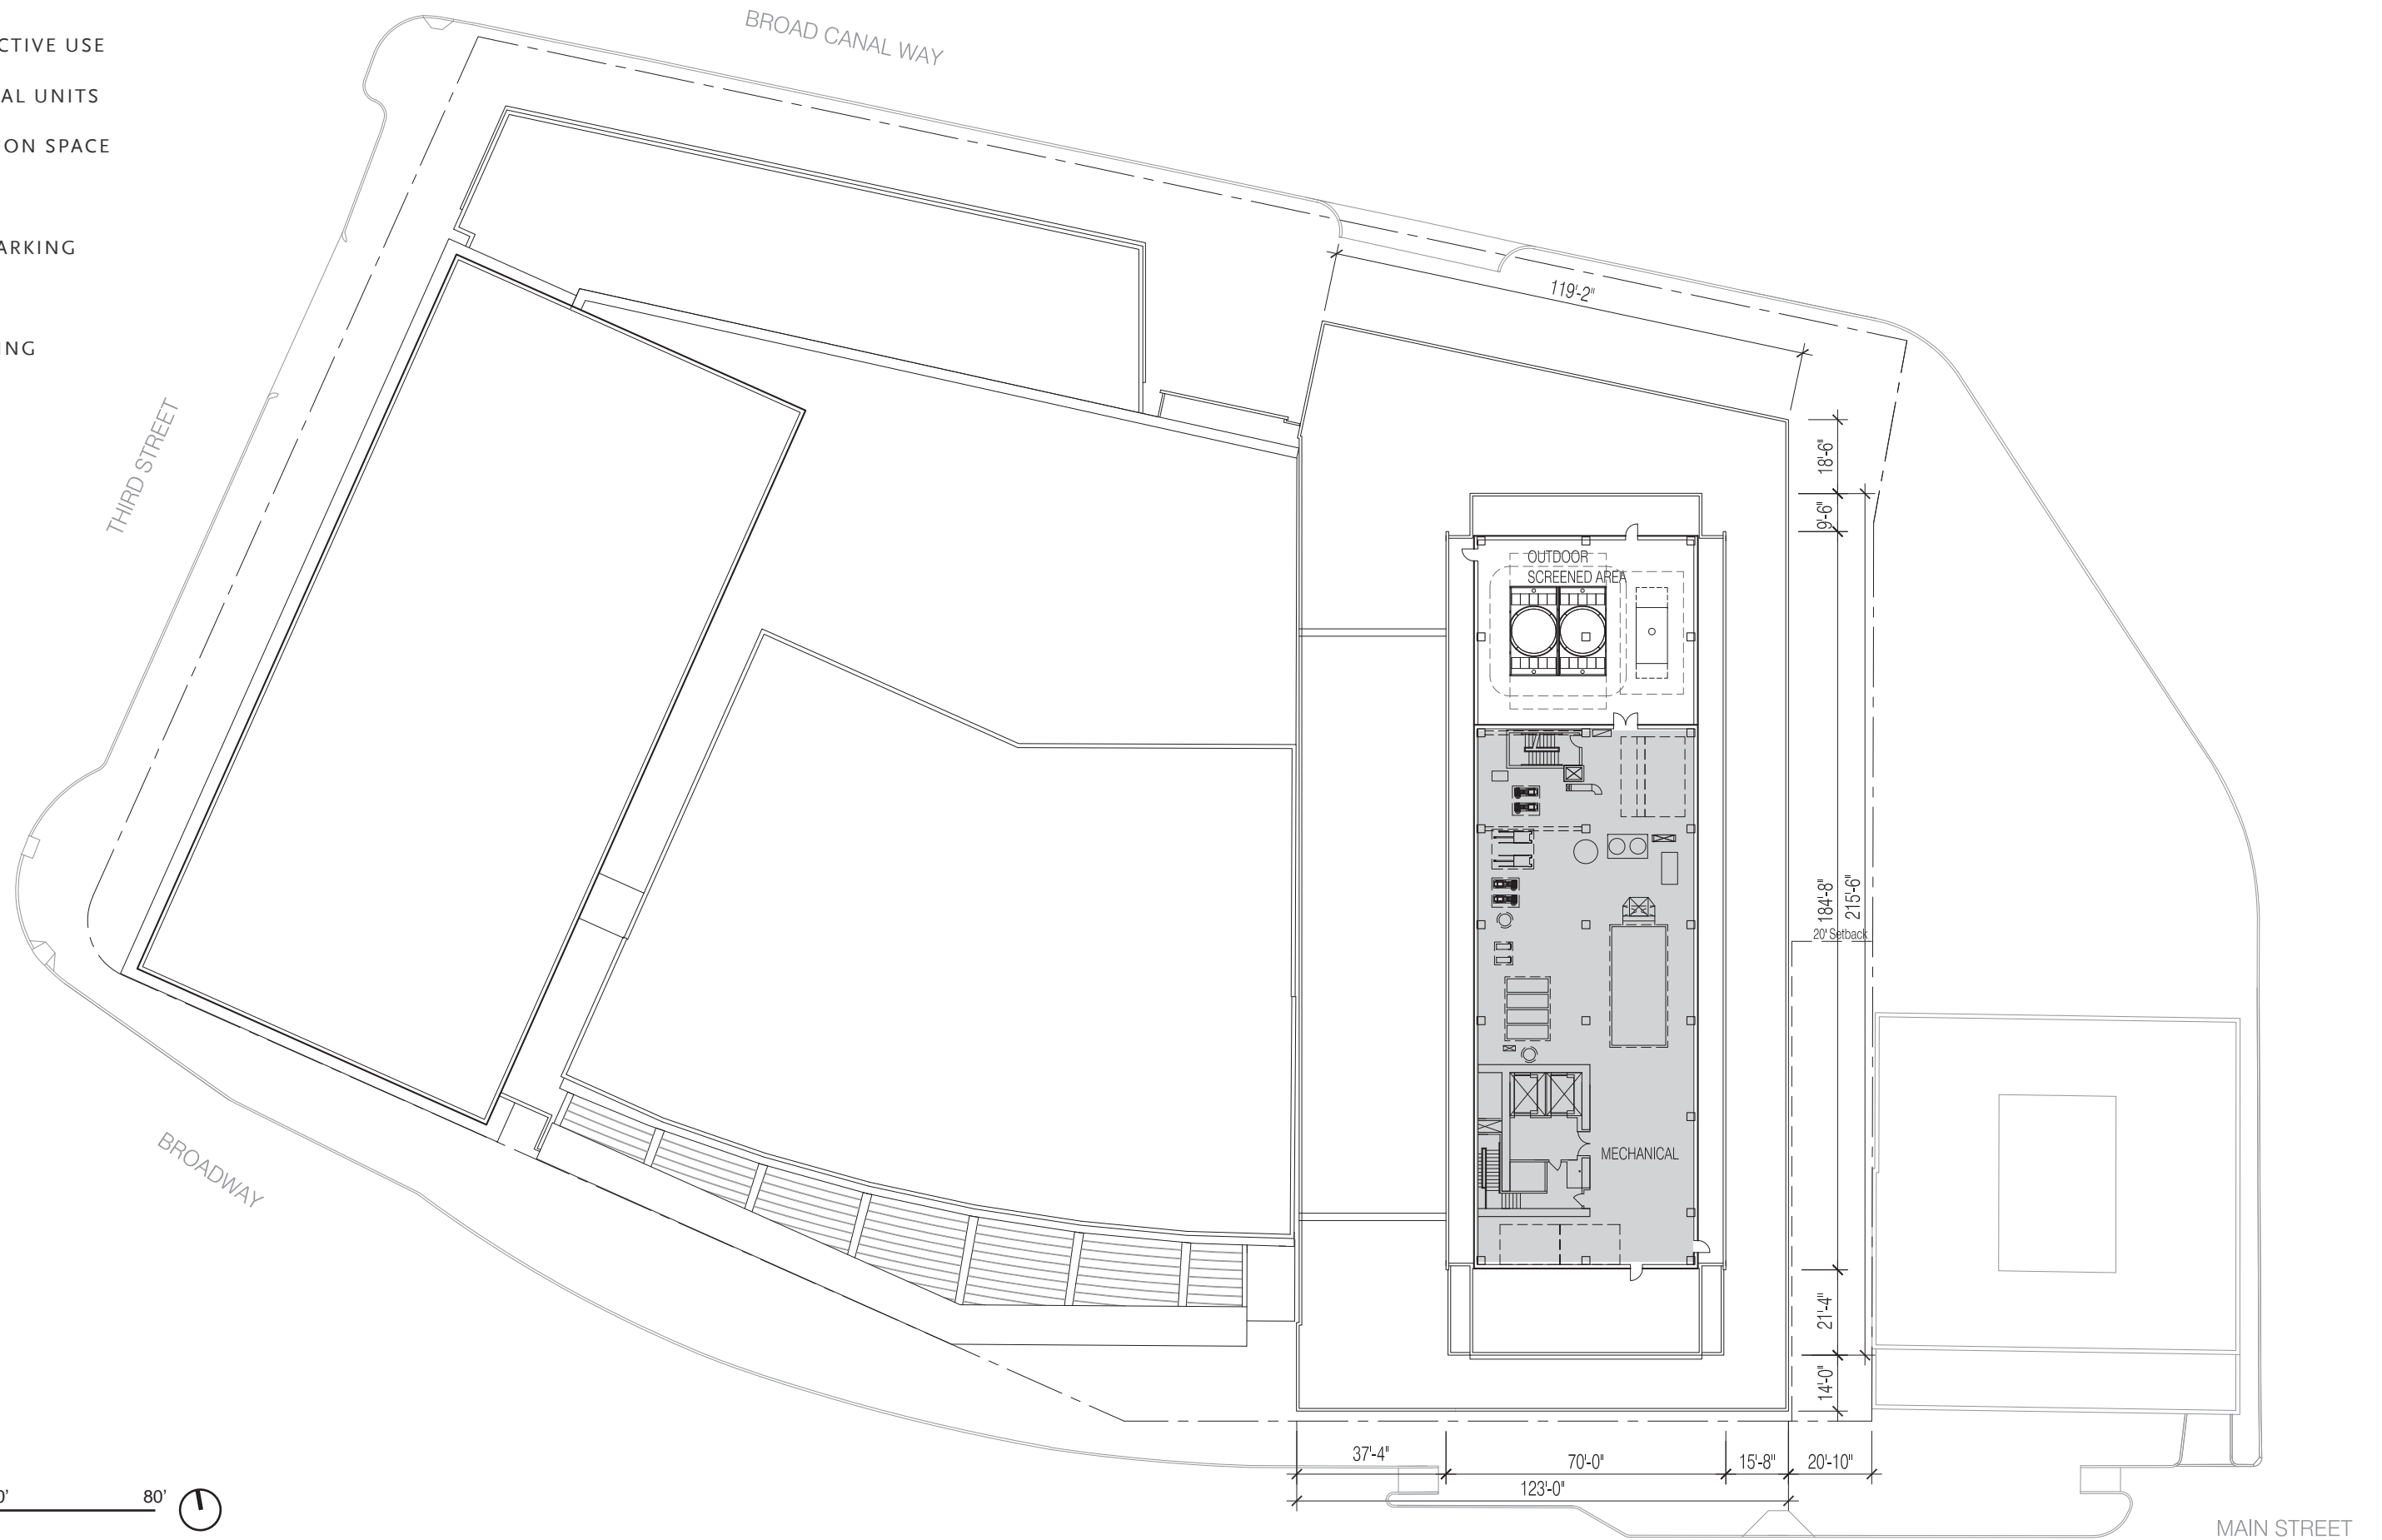 BROAD CANAL WAY
CTIVE USE
AL UNITS
ON SPACE
ARKING
ING
119'-2"
THIRD STREET
18'-6"
9'-6"
OUTDOOR
SCREENED AREA
184'-8"
215'-6"
20' Setback
MECHANICAL
BROADWAY
21'-4"
14'-0"
37'-4"
70'-0"
15'-8"
20'-10"
123'-0"
0'
80'
MAIN STREET